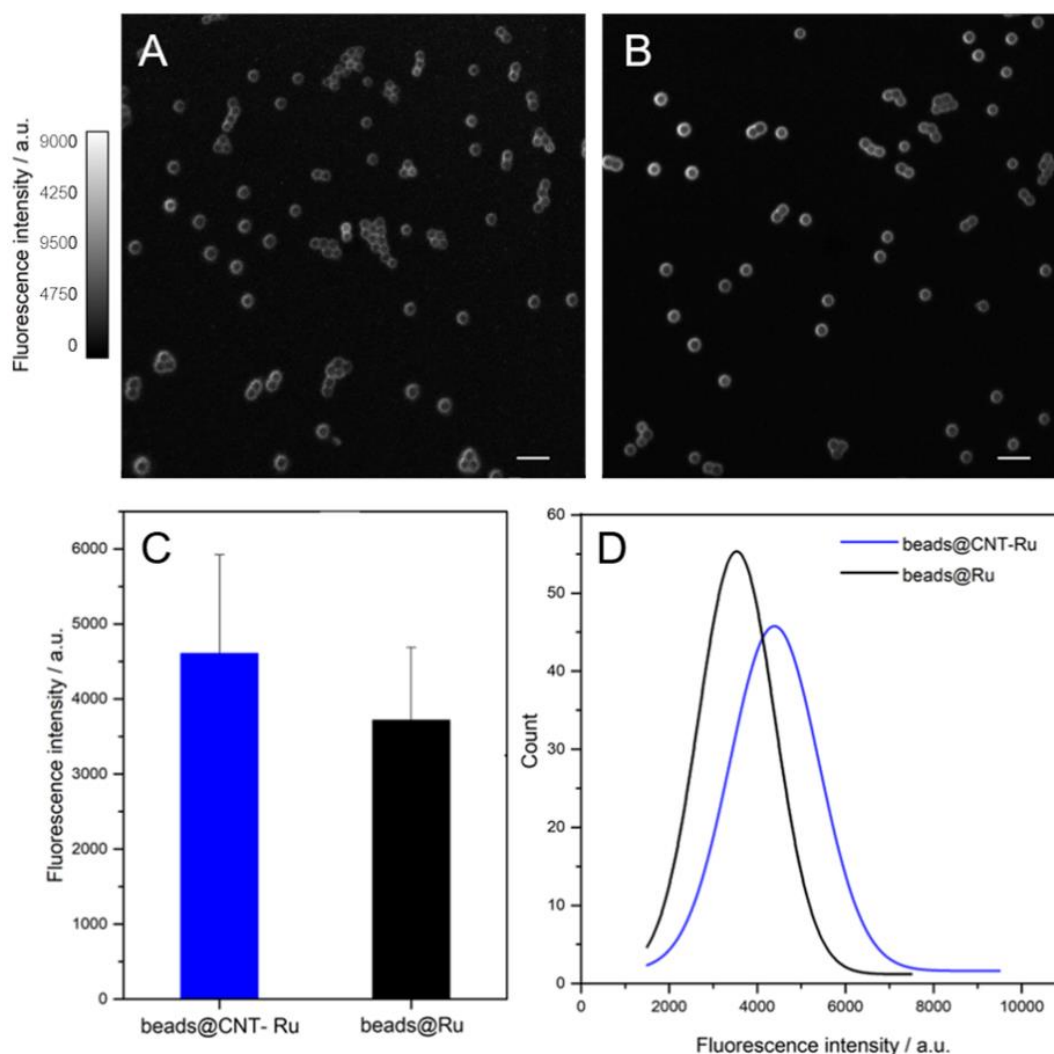 A
B
Fluorescence intensity / a.u.
9000
4250
9500
4750
0
C
Fluorescence intensity / a.u.
6000
5000
4000
3000
2000
1000
0
beads@CNT- Ru
beads@Ru
D
beads@CNT-Ru
beads@Ru
Count
60
50
40
30
20
10
0
0
2000
4000
6000
8000
10000
Fluorescence intensity / a.u.